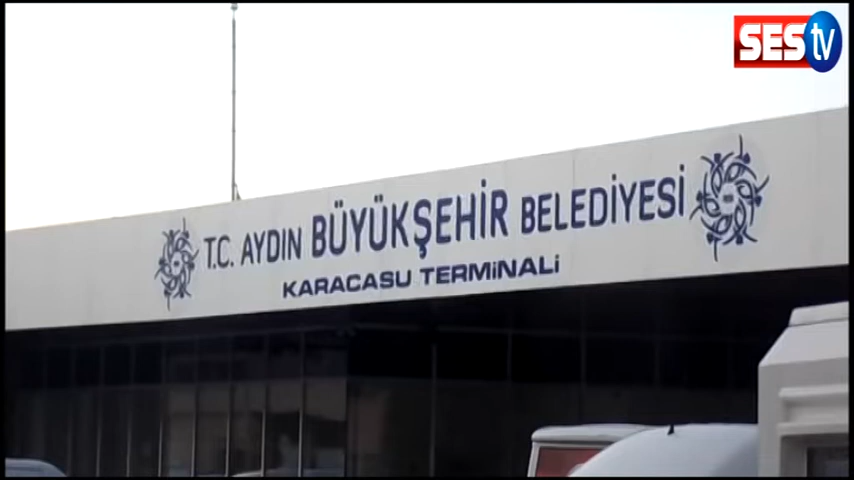 SES tv
T.C. AYDIN BÜYÜKŞEHİR BELEDİYESİ
KARACASU TERMİNALİ